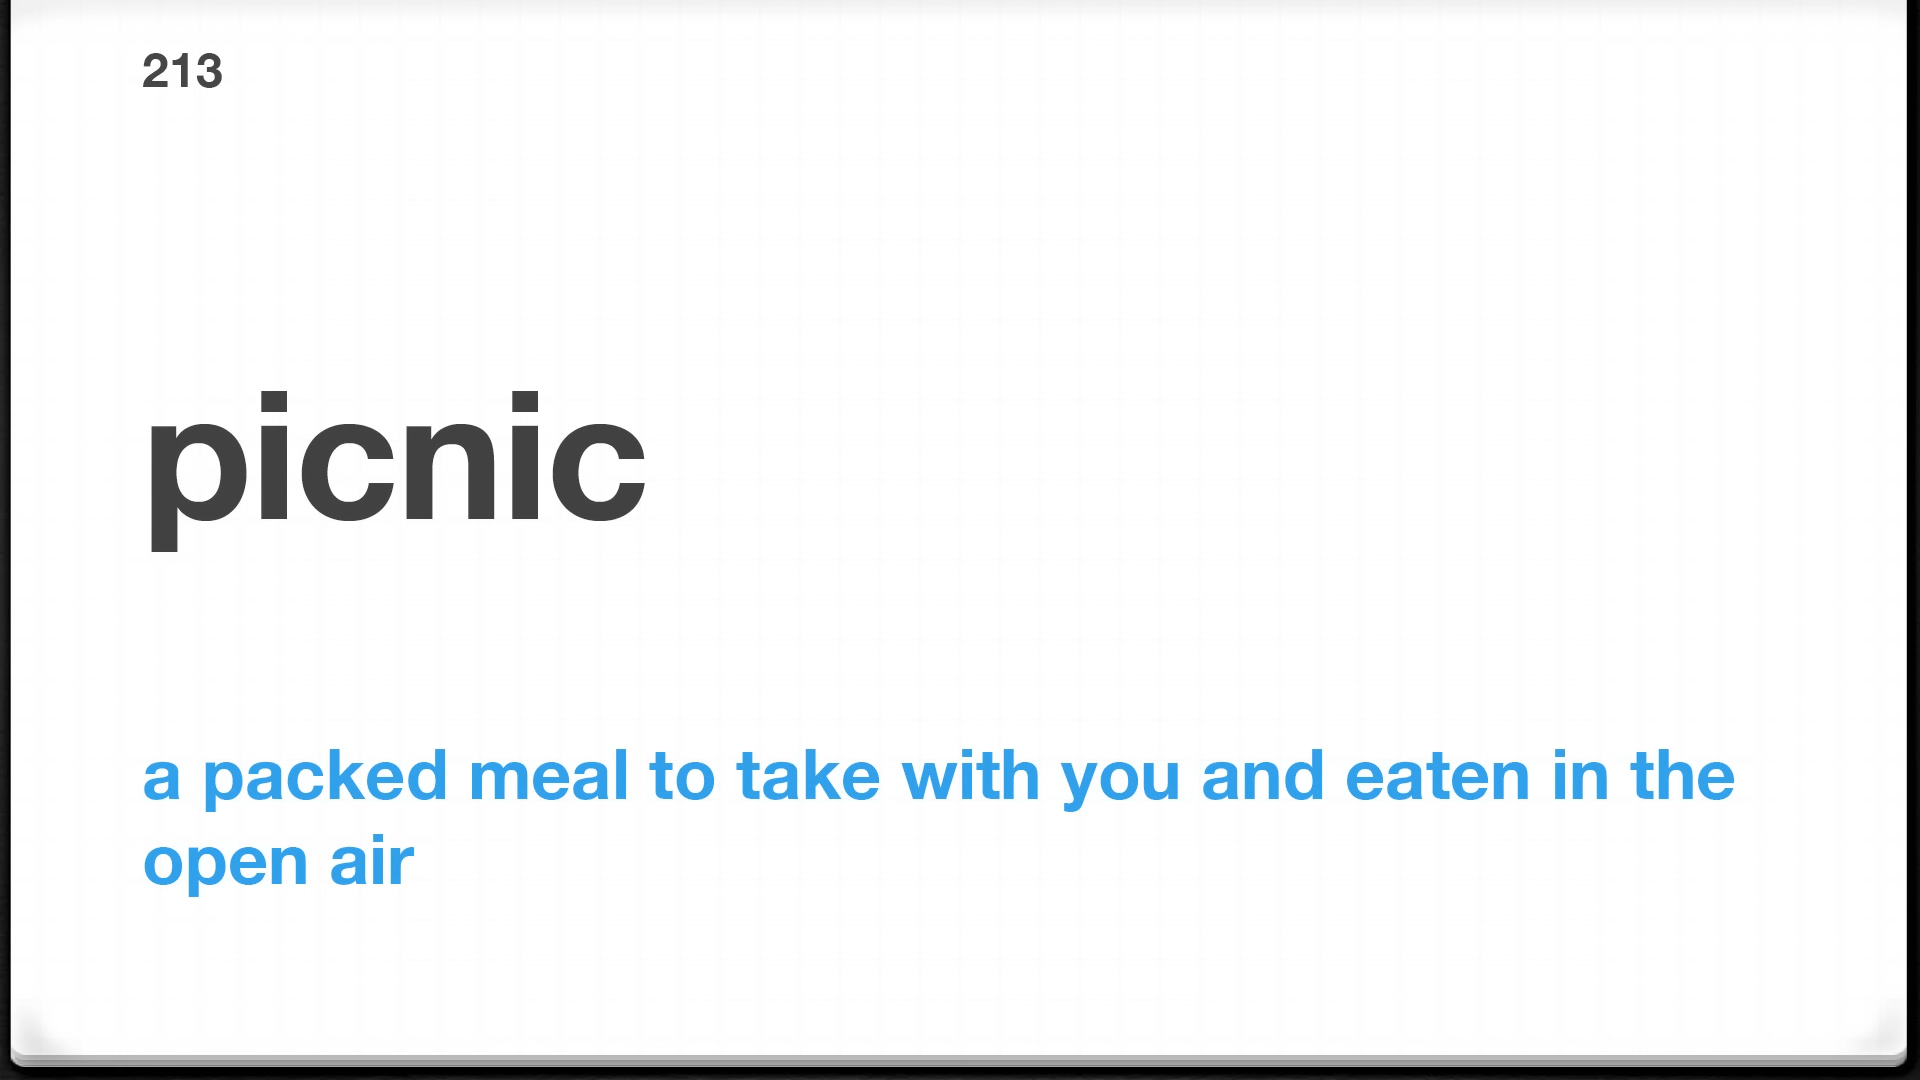 213
picnic
a packed meal to take with you and eaten in the
open air